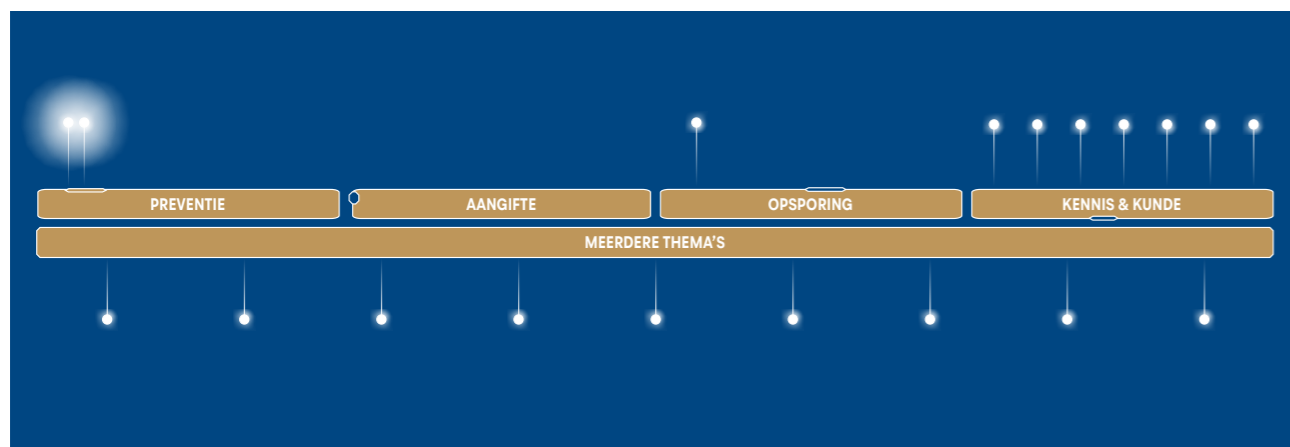 PREVENTIE
AANGIFTE
OPSPORING
KENNIS & KUNDE
MEERDERE THEMA'S